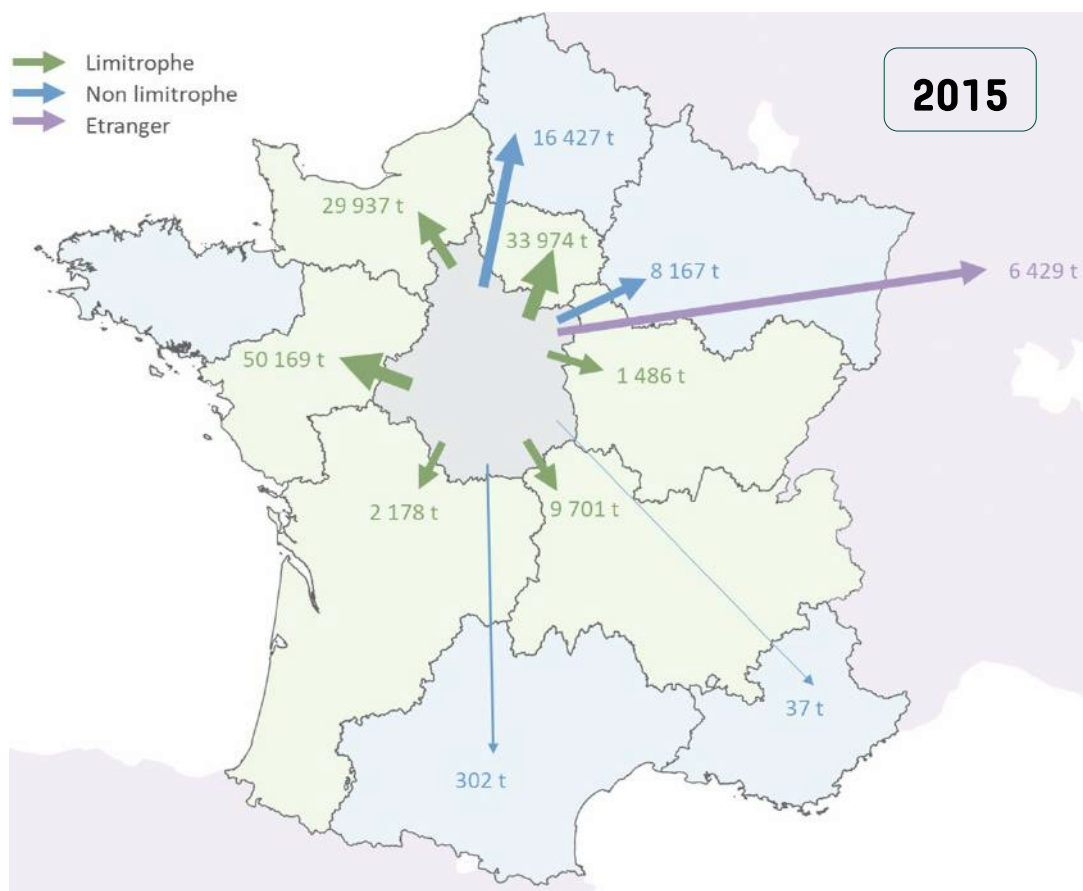 Limitrophe
Non limitrophe
Etranger
2015
16 427 t
29 937 t
33 974 t
8 167 t
6 429 t
50 169 t
1 486 t
2 178 t
9 701 t
37 t
302 t